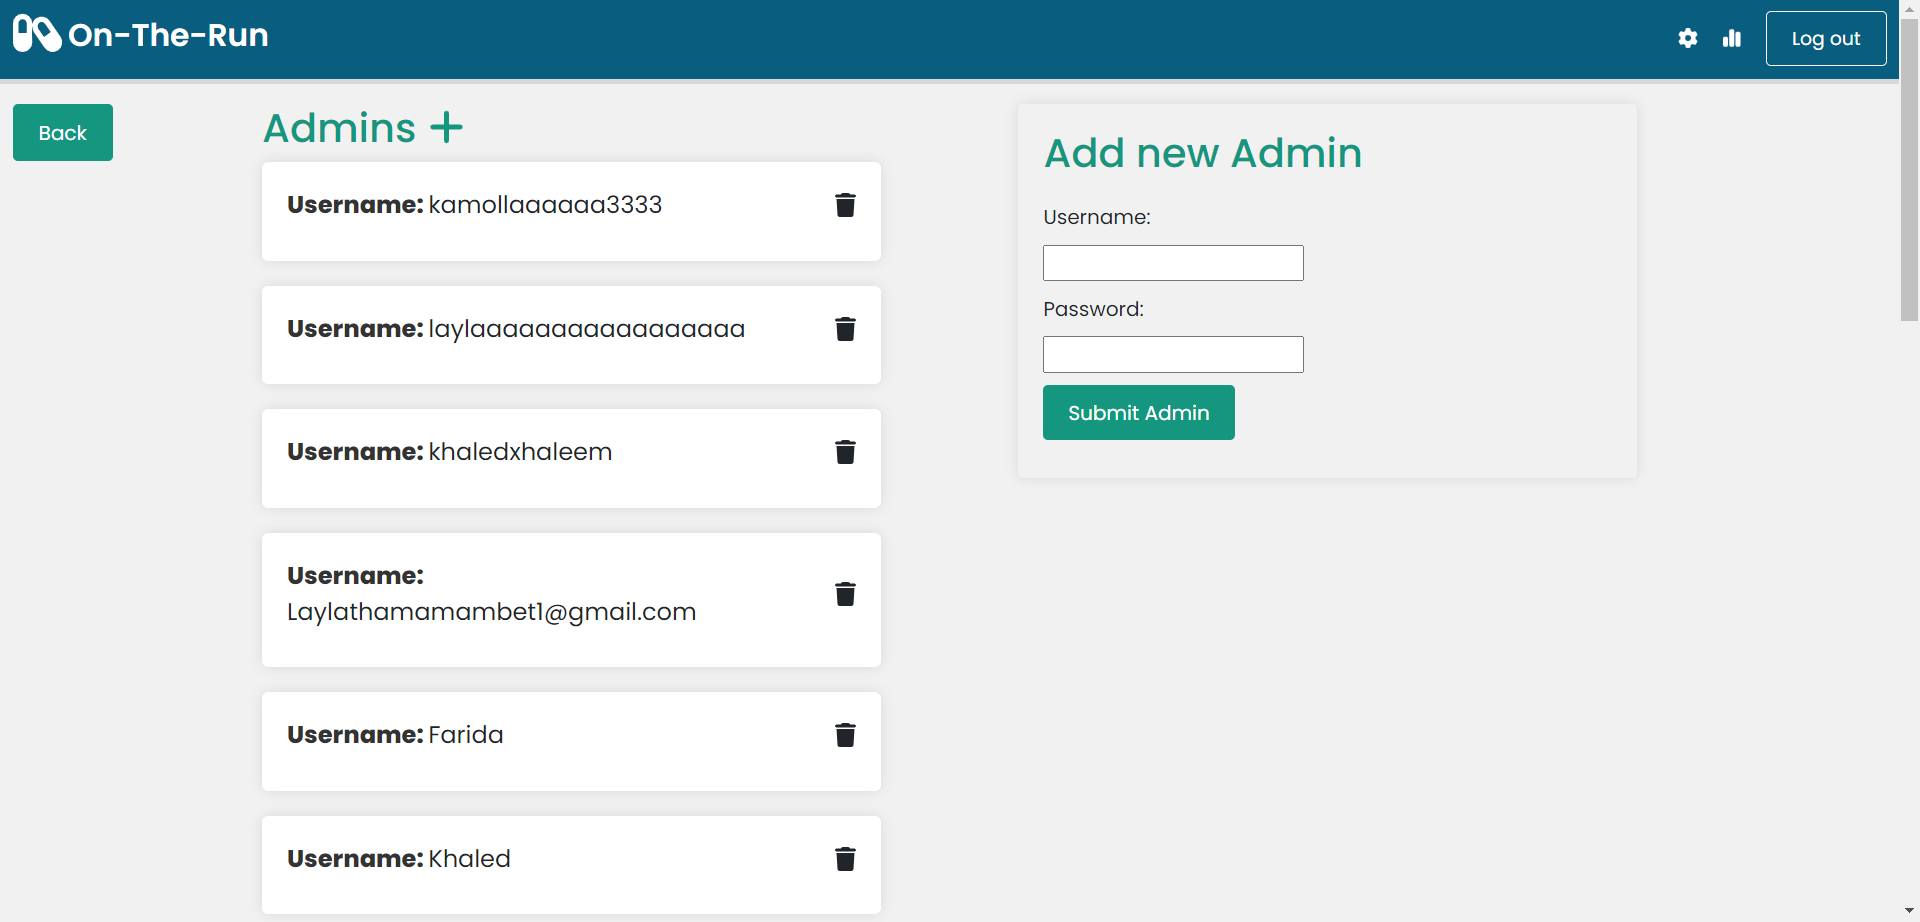 On-The-Run
Log out
Back
Admins
Username: kamollaaaaaa3333
Username: laylaaaaaaaaaaaaaaaaa
Username: khaledxhaleem
Username:
Laylathamamambet1@gmail.com
Username: Farida
Username: Khaled
Add new Admin
Username:
Password:
Submit Admin